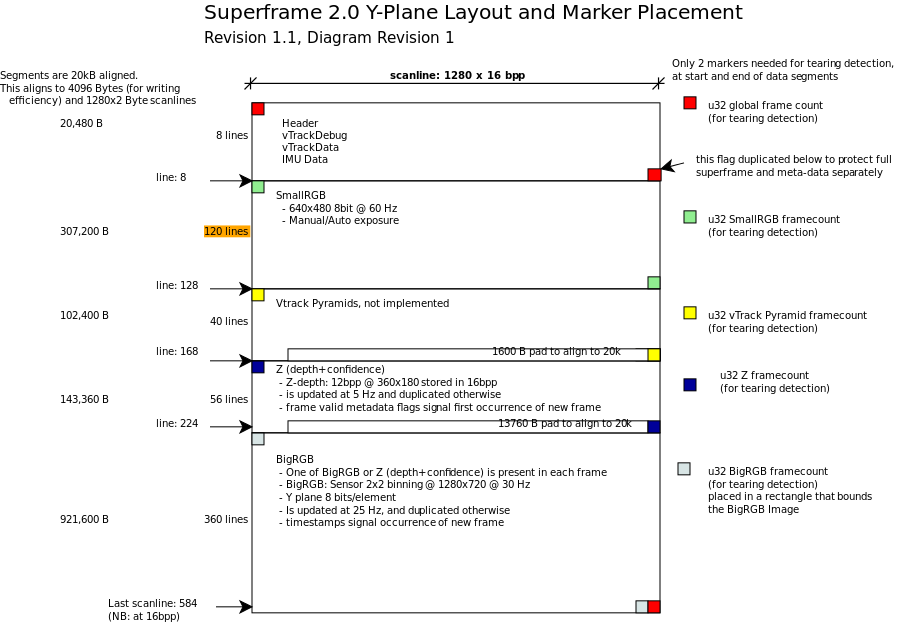 Superframe 2.0 Y-Plane Layout and Marker Placement
Revision 1.1, Diagram Revision 1
Segments are 20kB aligned.
This aligns to 4096 Bytes (for writing
efficiency) and 1280x2 Byte scanlines
scanline: 1280 x 16 bpp
Only 2 markers needed for tearing detection,
at start and end of data segments
20,480 B
8 lines
Header
vTrackDebug
vTrackData
IMU Data
u32 global frame count
(for tearing detection)
this flag duplicated below to protect full
superframe and meta-data separately
line: 8
SmallRGB
- 640x480 8bit @ 60 Hz
- Manual/Auto exposure
307,200 B
120 lines
u32 SmallRGB framecount
(for tearing detection)
line: 128
Vtrack Pyramids, not implemented
102,400 B
40 lines
u32 vTrack Pyramid framecount
(for tearing detection)
line: 168
1600 B pad to align to 20k
Z (depth+confidence)
- Z-depth: 12bpp @ 360x180 stored in 16bpp
- is updated at 5 Hz and duplicated otherwise
- frame valid metadata flags signal first occurrence of new frame
143,360 B
56 lines
u32 Z framecount
(for tearing detection)
line: 224
13760 B pad to align to 20k
BigRGB
- One of BigRGB or Z (depth+confidence) is present in each frame
- BigRGB: Sensor 2x2 binning @ 1280x720 @ 30 Hz
- Y plane 8 bits/element
- Is updated at 25 Hz, and duplicated otherwise
- timestamps signal occurrence of new frame
921,600 B
360 lines
u32 BigRGB framecount
(for tearing detection)
placed in a rectangle that bounds
the BigRGB Image
Last scanline: 584
(NB: at 16bpp)